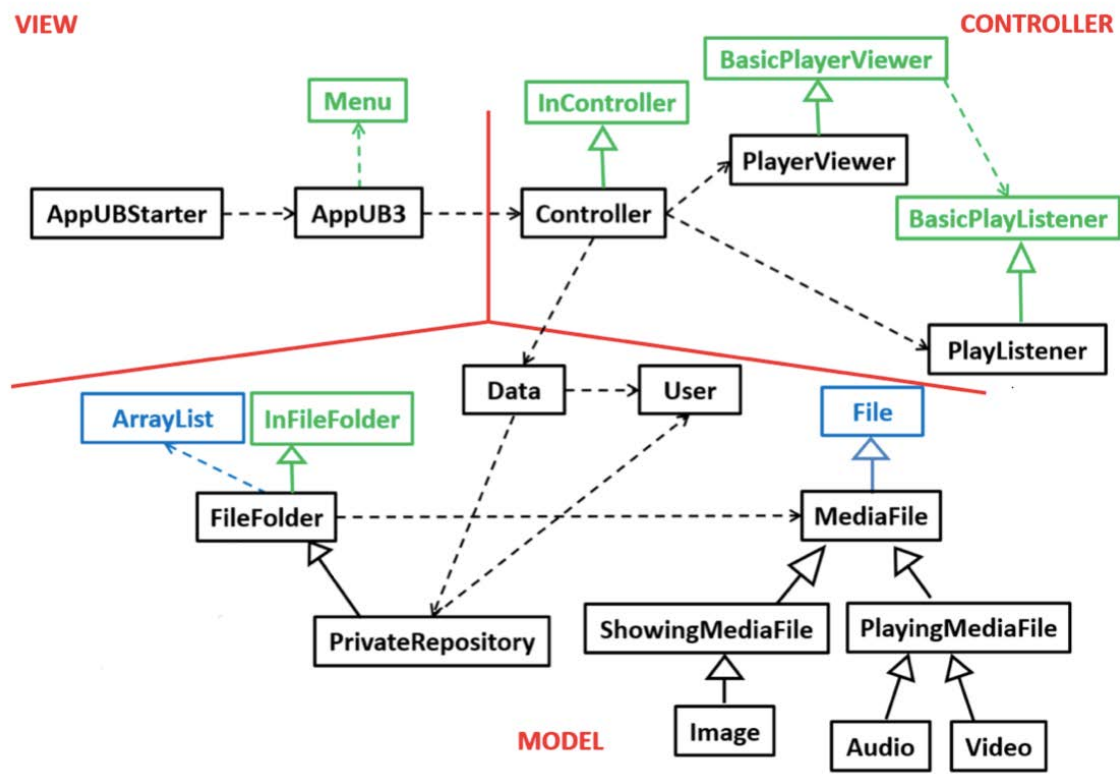 VIEW
CONTROLLER
BasicPlayerViewer
Menu
InController
PlayerViewer
AppUBStarter
AppUB3
Controller
BasicPlayListener
PlayListener
Data
User
ArrayList
InFileFolder
File
FileFolder
MediaFile
ShowingMediaFile
PlayingMediaFile
PrivateRepository
Image
Audio
Video
MODEL